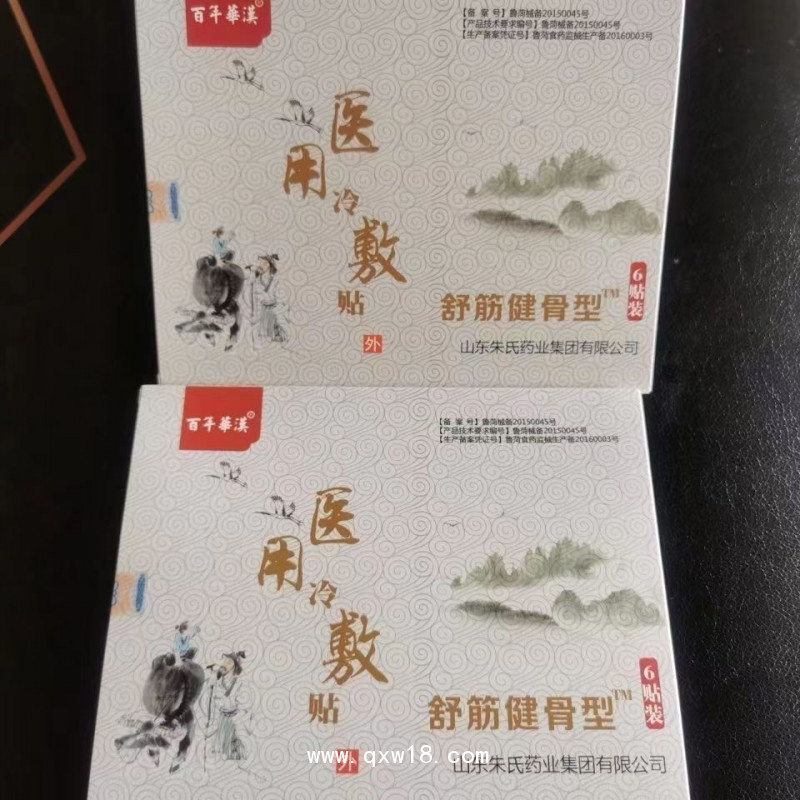 百年華漢
【备 案 号】鲁菏械备20150045号
【产品技术要求编号】鲁菏械备20150045号
【生产备案凭证号】鲁菏食药监械生产备20160003号
医用冷敷贴
外
舒筋健骨型™
6贴装
山东朱氏药业集团有限公司
百年華漢
【备 案 号】鲁菏械备20150045号
【产品技术要求编号】鲁菏械备20150045号
【生产备案凭证号】鲁菏食药监械生产备20160003号
医用冷敷贴
外
舒筋健骨型™
6贴装
山东朱氏药业集团有限公司
www.qxw18.com